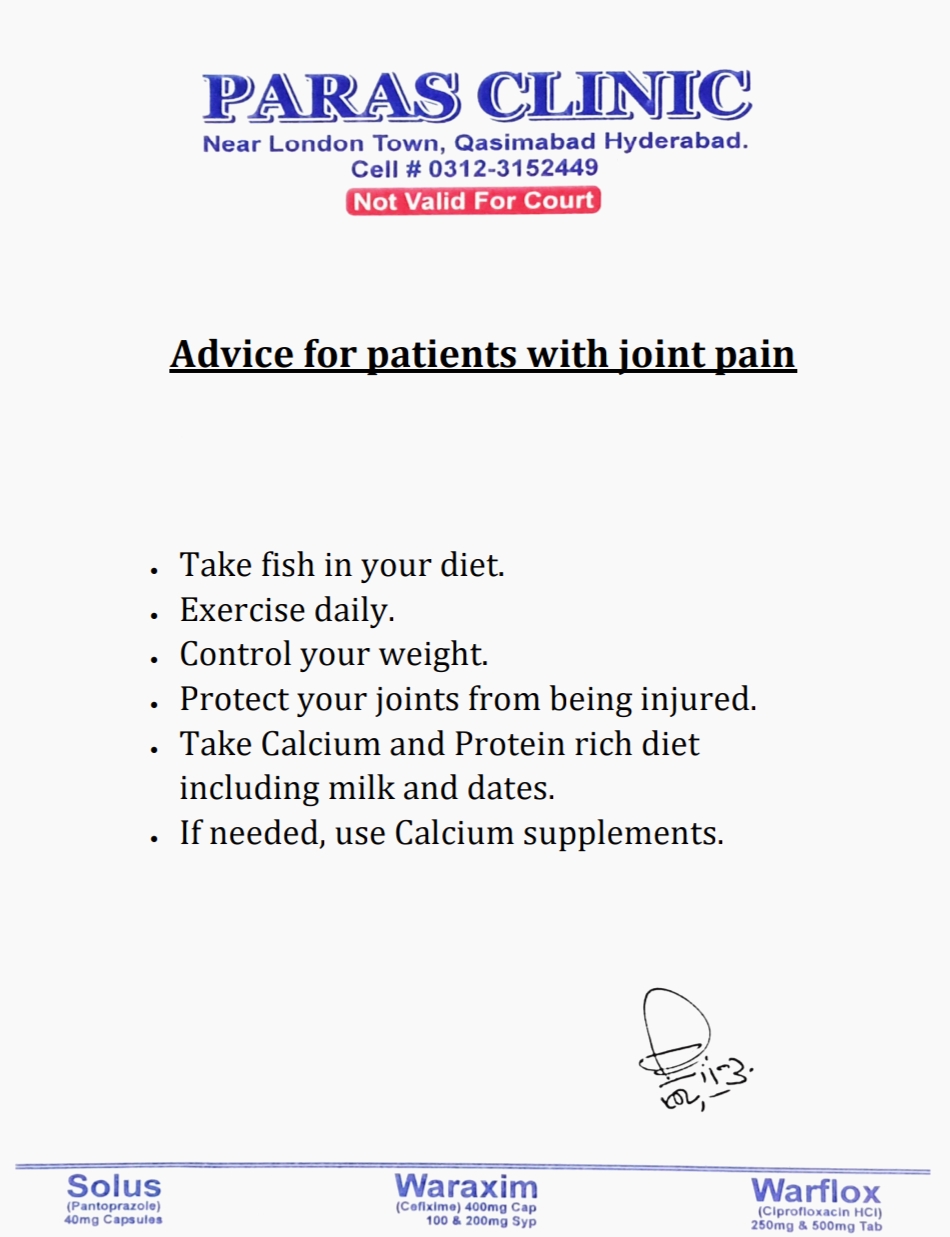 PARAS CLINIC
Near London Town, Qasimabad Hyderabad.
Cell # 0312-3152449
Not Valid For Court
Advice for patients with joint pain
• Take fish in your diet.
• Exercise daily.
• Control your weight.
• Protect your joints from being injured.
• Take Calcium and Protein rich diet
including milk and dates.
• If needed, use Calcium supplements.
Solus
(Pantoprazole)
40mg Capsules
Waraxim
(Cefixime) 400mg Cap
100 & 200mg Syp
Warflox
(Ciprofloxacin HCl)
250mg & 500mg Tab